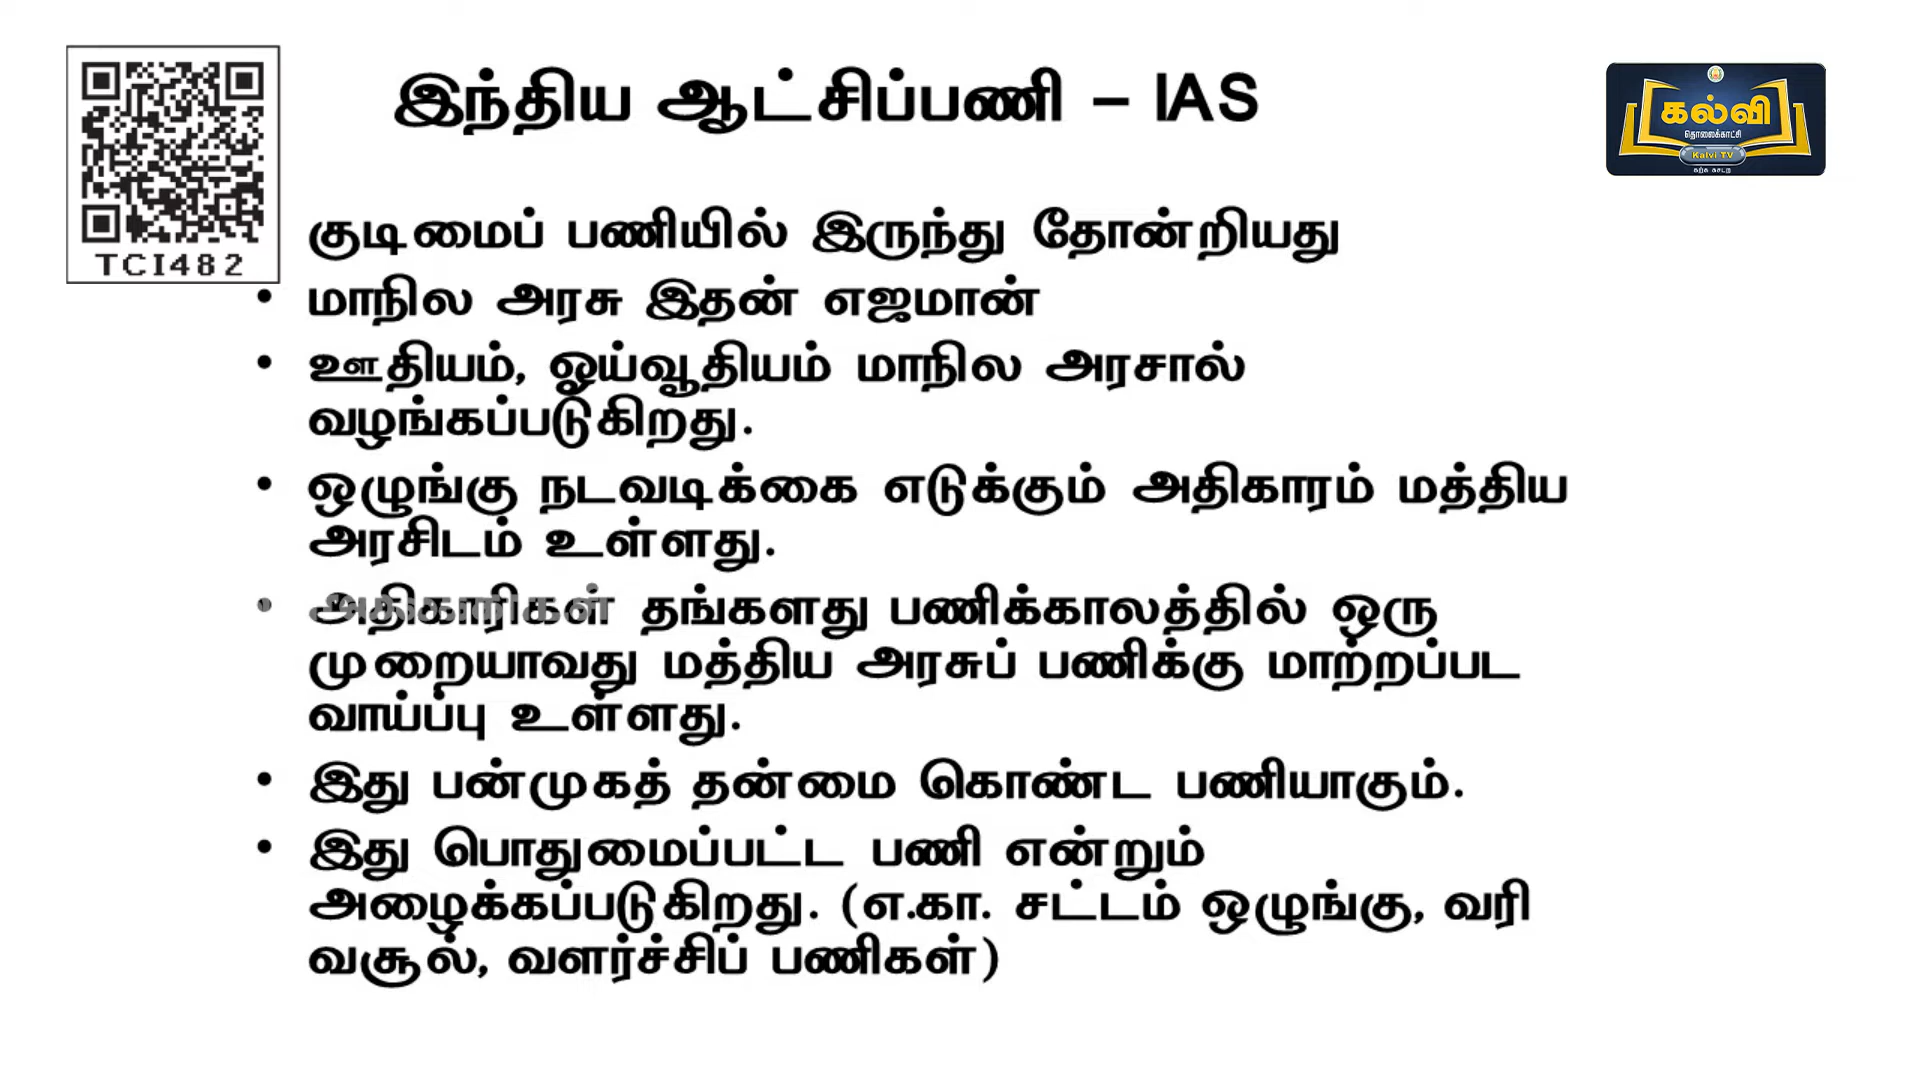 இந்திய ஆட்சிப்பணி – IAS
கல்வி
தொலைக்காட்சி
Kalvi TV
கற்க கசடற
TCI482
குடிமைப் பணியில் இருந்து தோன்றியது
• மாநில அரசு இதன் எஜமான்
• ஊதியம், ஓய்வூதியம் மாநில அரசால்
வழங்கப்படுகிறது.
• ஒழுங்கு நடவடிக்கை எடுக்கும் அதிகாரம் மத்திய
அரசிடம் உள்ளது.
• அதிகாரிகள் தங்களது பணிக்காலத்தில் ஒரு
முறையாவது மத்திய அரசுப் பணிக்கு மாற்றப்பட
வாய்ப்பு உள்ளது.
• இது பன்முகத் தன்மை கொண்ட பணியாகும்.
• இது பொதுமைப்பட்ட பணி என்றும்
அழைக்கப்படுகிறது. (எ.கா. சட்டம் ஒழுங்கு, வரி
வசூல், வளர்ச்சிப் பணிகள்)